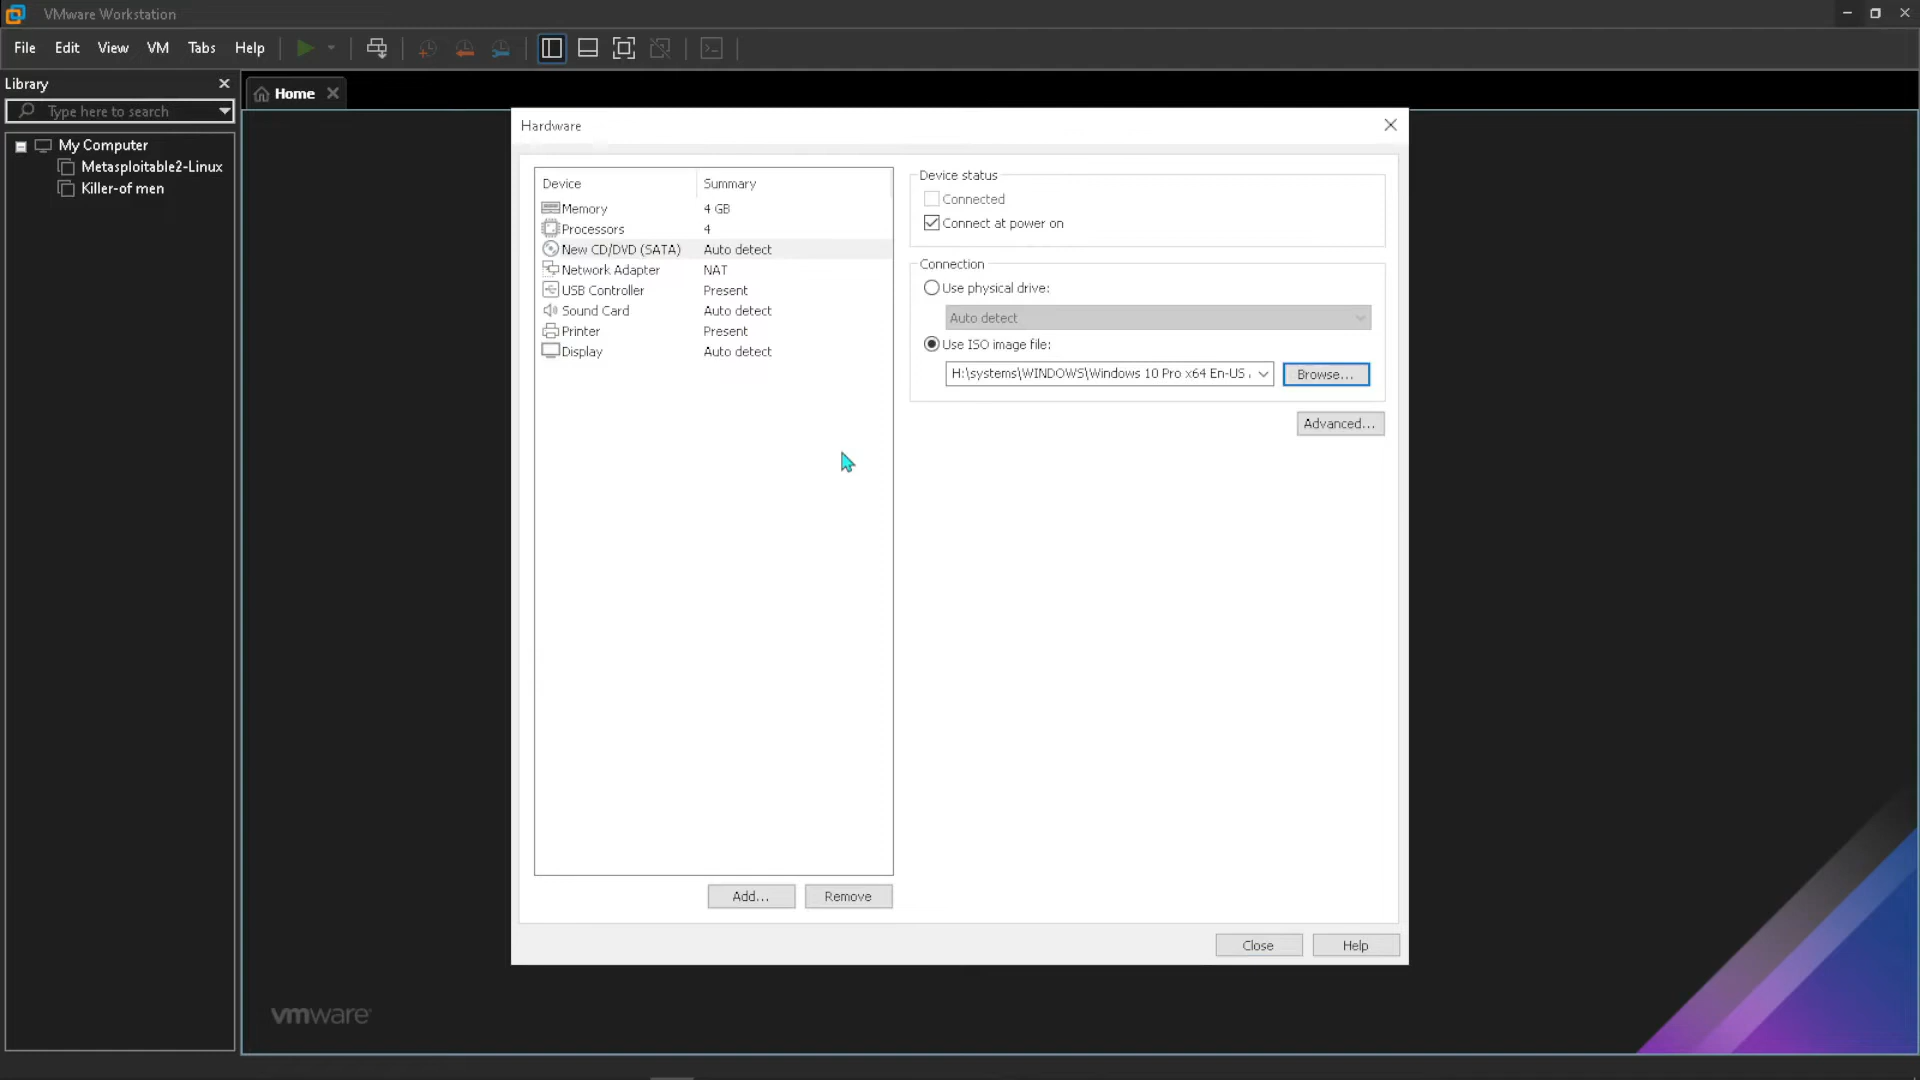 VMware Workstation
File Edit View VM Tabs Help
Library
Home
Type here to search
My Computer
Metasploitable2-Linux
Killer-of men
Hardware
Device Summary
Memory 4 GB
Processors 4
New CD/DVD (SATA) Auto detect
Network Adapter NAT
USB Controller Present
Sound Card Auto detect
Printer Present
Display Auto detect
Device status
Connected
Connect at power on
Connection
Use physical drive:
Auto detect
Use ISO image file:
H:\systems\WINDOWS\Windows 10 Pro x64 En-US .
Browse...
Advanced...
Add... Remove
Close Help
vmware